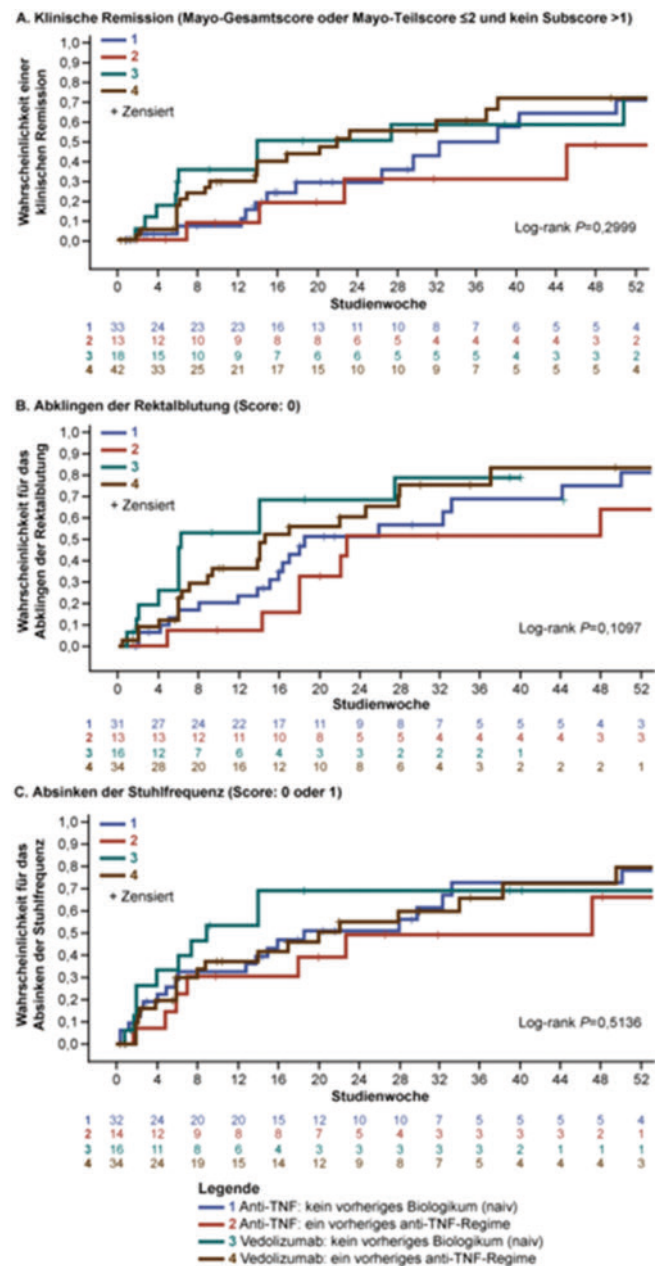 A. Klinische Remission (Mayo-Gesamtscore oder Mayo-Teilscore ≤2 und kein Subscore >1)
Wahrscheinlichkeit einer
klinischen Remission
1,0
0,9
0,8
0,7
0,6
0,5
0,4
0,3
0,2
0,1
0,0
1
2
3
4
+ Zensiert
Log-rank P=0,2999
0 4 8 12 16 20 24 28 32 36 40 44 48 52
Studienwoche
1 33 24 23 23 16 13 11 10 8 7 6 5 5 4
2 13 12 10 9 8 8 6 5 4 4 4 4 3 2
3 18 15 10 9 7 6 6 5 5 5 4 3 3 2
4 42 33 25 21 17 15 10 10 9 7 5 5 5 4
B. Abklingen der Rektalblutung (Score: 0)
Wahrscheinlichkeit für das
Abklingen der Rektalblutung
1,0
0,9
0,8
0,7
0,6
0,5
0,4
0,3
0,2
0,1
0,0
1
2
3
4
+ Zensiert
Log-rank P=0,1097
0 4 8 12 16 20 24 28 32 36 40 44 48 52
Studienwoche
1 31 27 24 22 17 11 9 8 7 5 5 5 4 3
2 13 13 12 11 10 8 5 5 4 4 4 4 3 3
3 16 12 7 6 4 3 3 2 2 2 1
4 34 28 20 16 12 10 8 6 4 3 2 2 2 1
C. Absinken der Stuhlfrequenz (Score: 0 oder 1)
Wahrscheinlichkeit für das
Absinken der Stuhlfrequenz
1,0
0,9
0,8
0,7
0,6
0,5
0,4
0,3
0,2
0,1
0,0
1
2
3
4
+ Zensiert
Log-rank P=0,5136
0 4 8 12 16 20 24 28 32 36 40 44 48 52
Studienwoche
1 32 24 20 20 15 12 10 10 7 5 5 5 5 4
2 14 12 9 8 8 7 5 4 3 3 3 3 2 1
3 16 11 8 6 4 3 3 3 3 3 2 1 1 1
4 34 24 19 15 14 12 9 8 7 5 4 4 4 3
Legende
1 Anti-TNF: kein vorheriges Biologikum (naiv)
2 Anti-TNF: ein vorheriges anti-TNF-Regime
3 Vedolizumab: kein vorheriges Biologikum (naiv)
4 Vedolizumab: ein vorheriges anti-TNF-Regime